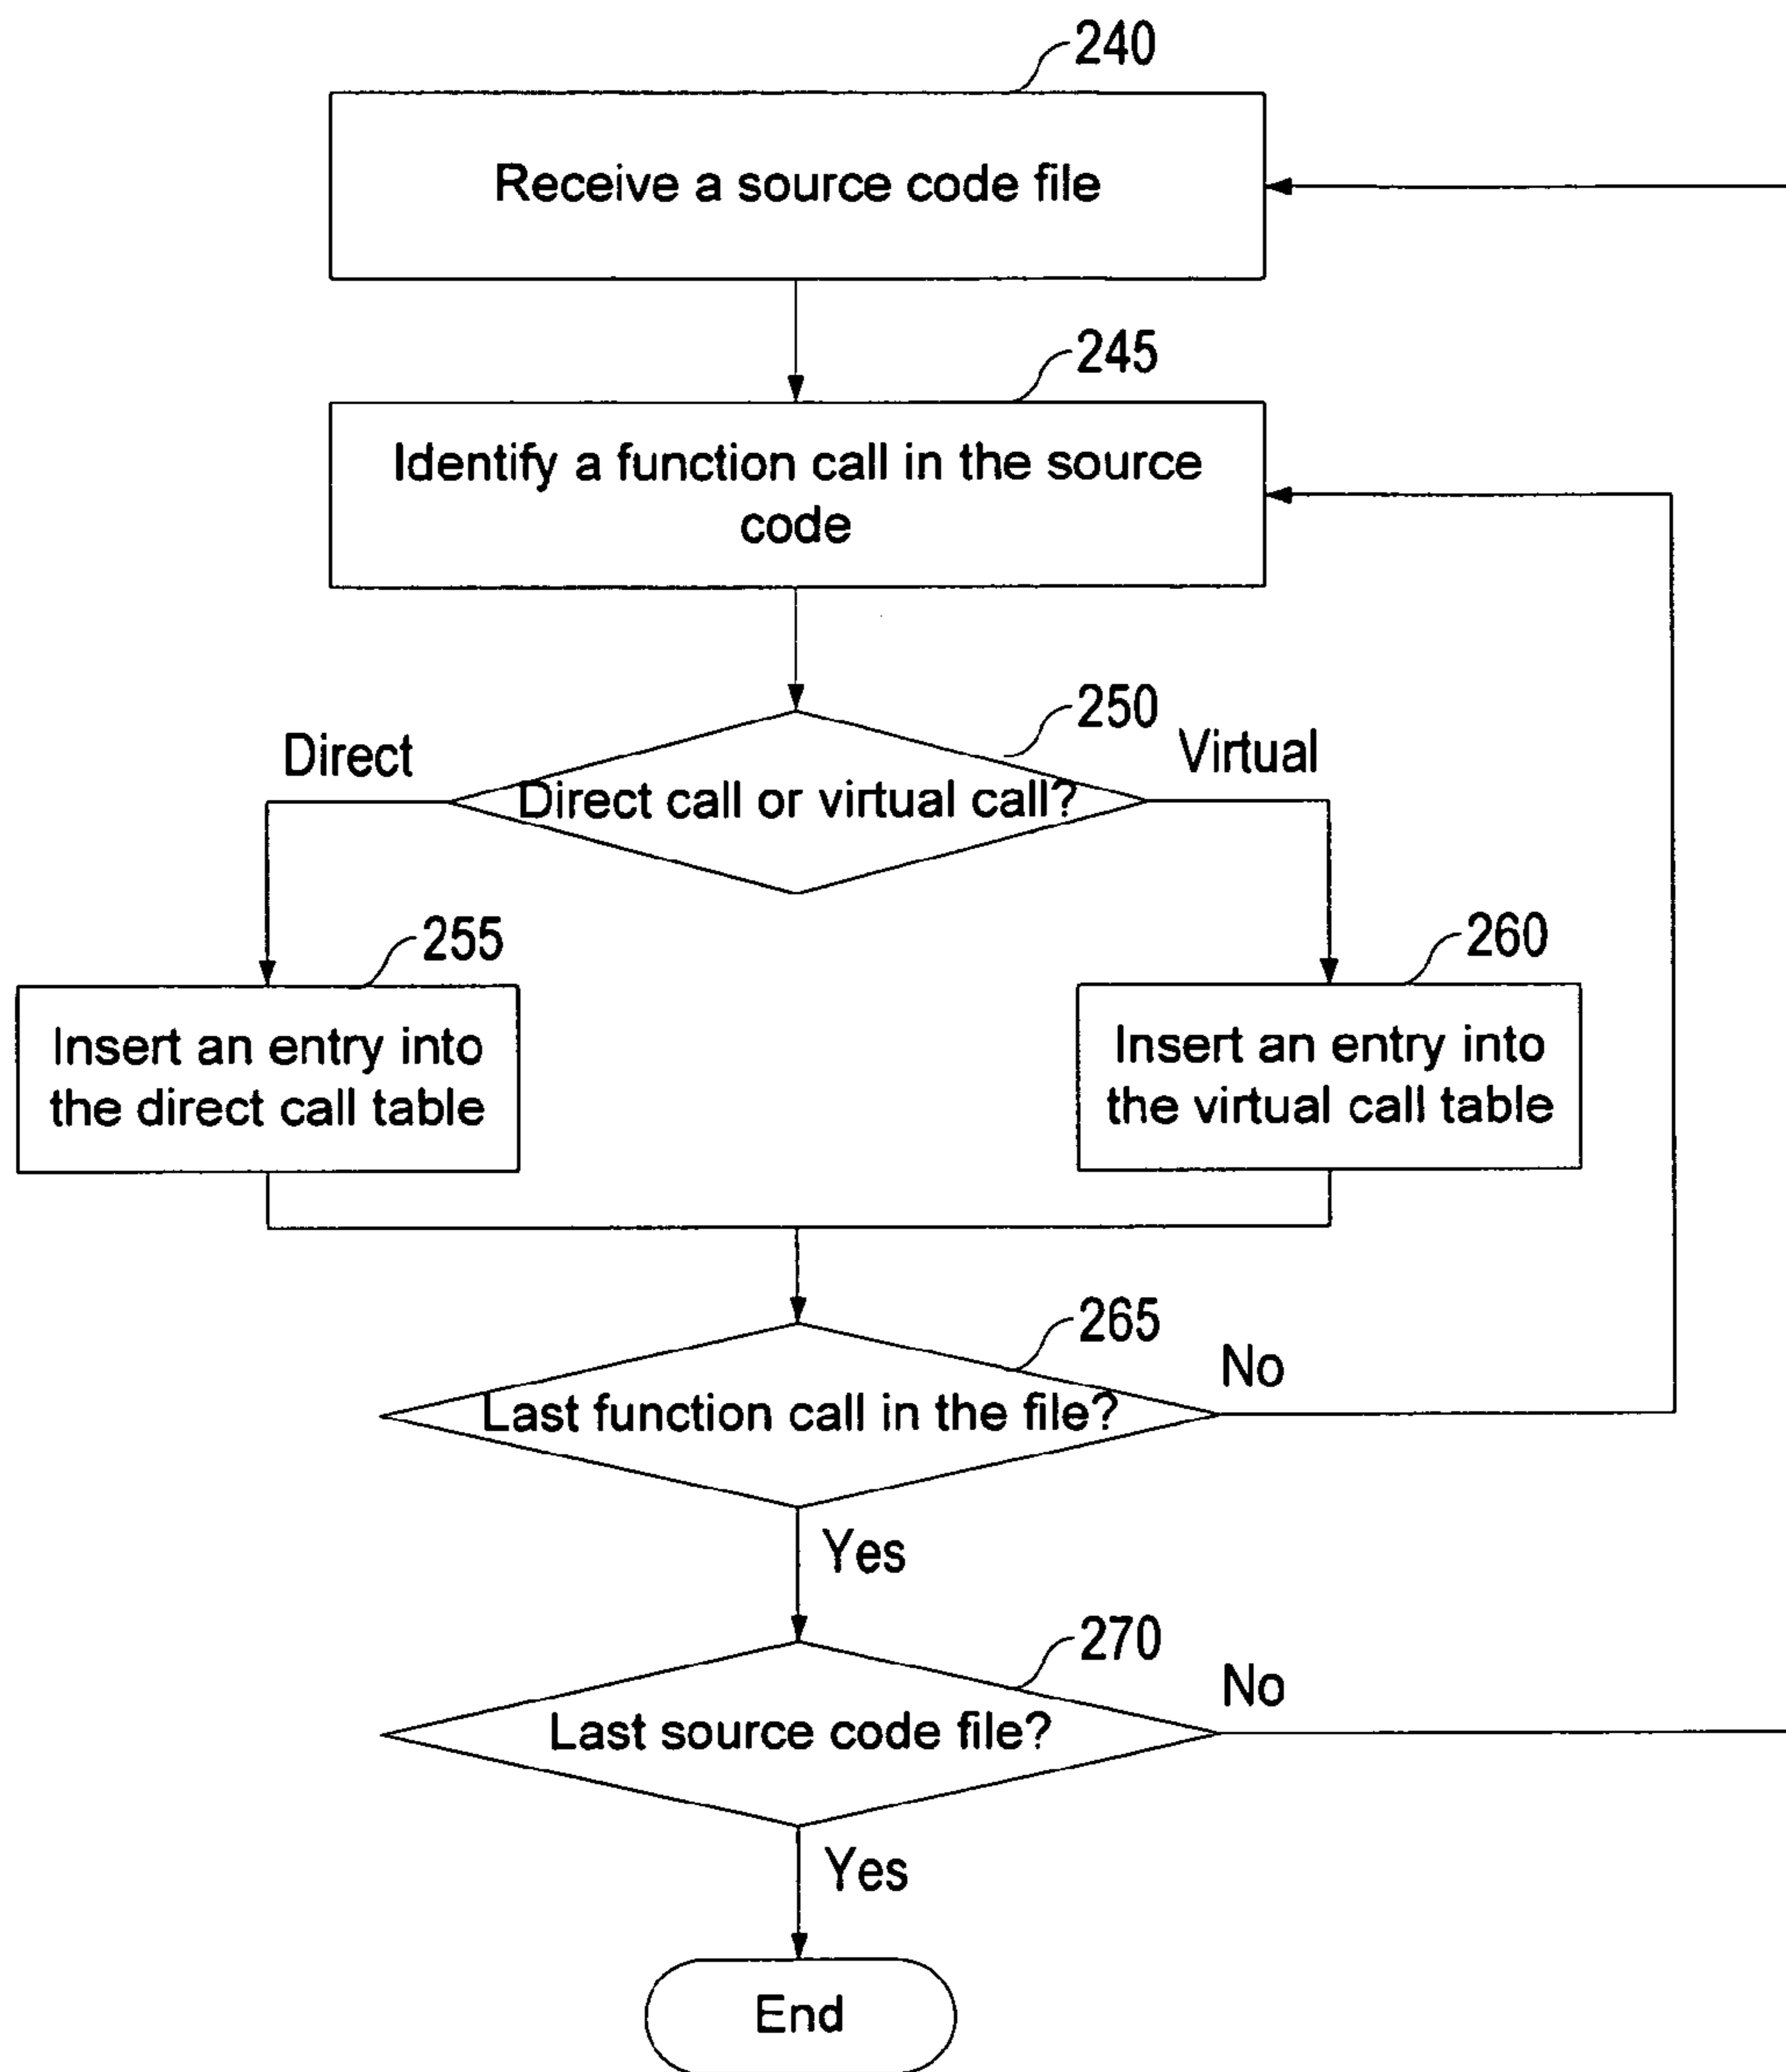 240
Receive a source code file
245
Identify a function call in the source
code
250
Direct
Virtual
Direct call or virtual call?
255
260
Insert an entry into
the direct call table
Insert an entry into
the virtual call table
265
No
Last function call in the file?
Yes
270
No
Last source code file?
Yes
End